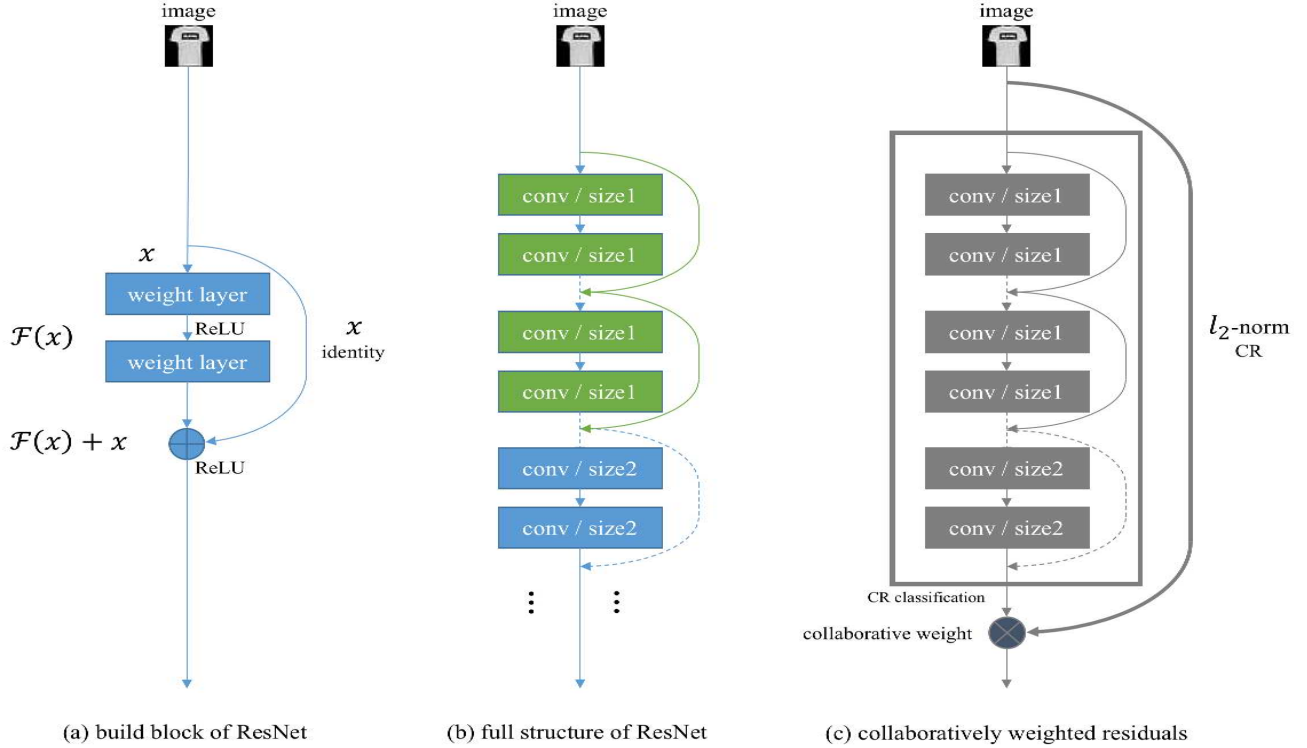 image
x
weight layer
ReLU
weight layer
F(x)
x
identity
F(x) + x
ReLU
(a) build block of ResNet
image
conv / size1
conv / size1
conv / size1
conv / size1
conv / size2
conv / size2
⋮ ⋮
(b) full structure of ResNet
image
conv / size1
conv / size1
conv / size1
conv / size1
conv / size2
conv / size2
l₂-norm
CR
CR classification
collaborative weight
(c) collaboratively weighted residuals